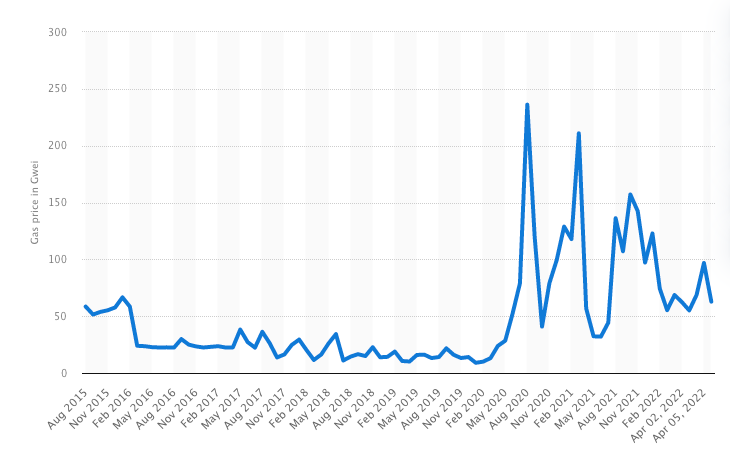 300
250
200
150
100
50
0
Gas price in Gwei
Aug 2015
Nov 2015
Feb 2016
May 2016
Aug 2016
Nov 2016
Feb 2017
May 2017
Aug 2017
Nov 2017
Feb 2018
May 2018
Aug 2018
Nov 2018
Feb 2019
May 2019
Aug 2019
Nov 2019
Feb 2020
May 2020
Aug 2020
Nov 2020
Feb 2021
May 2021
Aug 2021
Nov 2021
Feb 2022
Apr 02, 2022
Apr 05, 2022